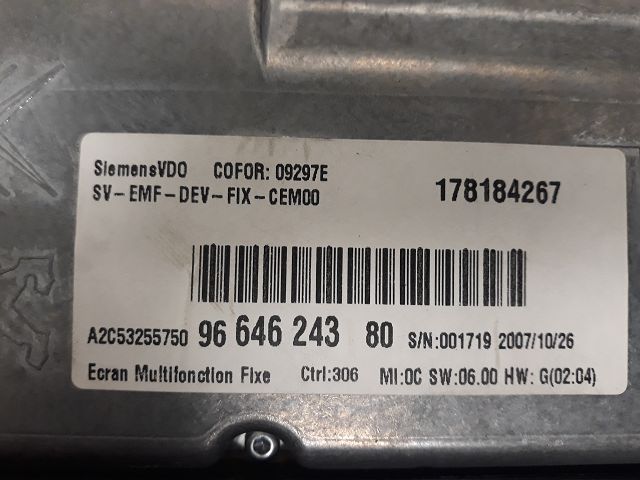 SiemensVDO COFOR: 09297E
SV-EMF-DEV-FIX-CEM00
178184267
A2C53255750 96 646 243 80 S/N:001719 2007/10/26
Ecran Multifonction Fixe Ctrl:306 MI:0C SW:06.00 HW: G(02:04)